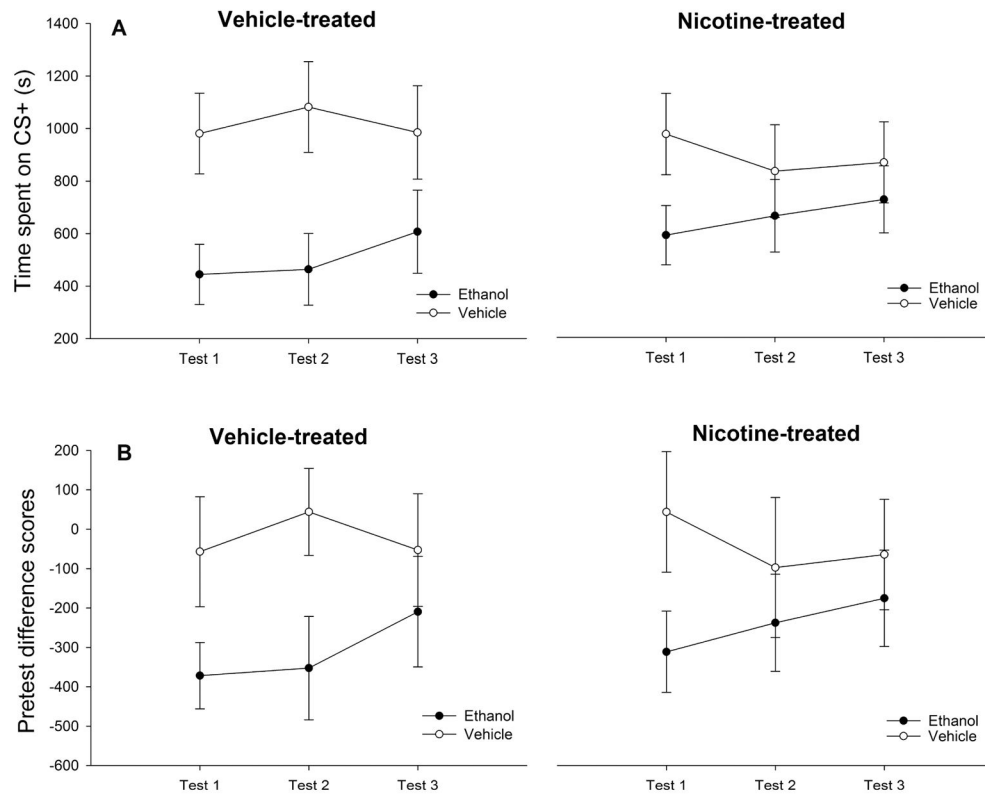 A
Vehicle-treated
Nicotine-treated
Time spent on CS+ (s)
1400
1200
1000
800
600
400
200
Ethanol
Vehicle
Ethanol
Vehicle
Test 1 Test 2 Test 3
Test 1 Test 2 Test 3
B
Vehicle-treated
Nicotine-treated
Pretest difference scores
200
100
0
-100
-200
-300
-400
-500
-600
Ethanol
Vehicle
Ethanol
Vehicle
Test 1 Test 2 Test 3
Test 1 Test 2 Test 3